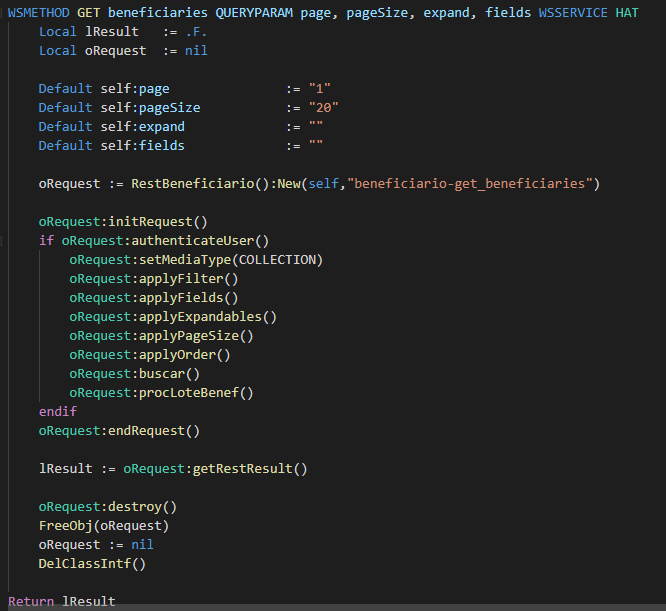 WSMETHOD GET beneficiaries QUERYPARAM page, pageSize, expand, fields WSSERVICE HAT
Local lResult := .F.
Local oRequest := nil
Default self:page := "1"
Default self:pageSize := "20"
Default self:expand := ""
Default self:fields := ""
oRequest := RestBeneficiario():New(self,"beneficiario-get_beneficiaries")
oRequest:initRequest()
if oRequest:authenticateUser()
oRequest:setMediaType(COLLECTION)
oRequest:applyFilter()
oRequest:applyFields()
oRequest:applyExpandables()
oRequest:applyPageSize()
oRequest:applyOrder()
oRequest:buscar()
oRequest:procLoteBenef()
endif
oRequest:endRequest()
lResult := oRequest:getRestResult()
oRequest:destroy()
FreeObj(oRequest)
oRequest := nil
DelClassIntf()
Return lResult